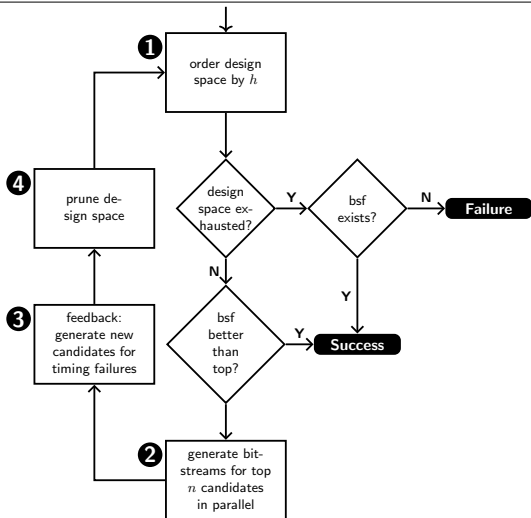 1
order design
space by h
4
prune de-
sign space
design
space ex-
hausted?
Y
bsf
exists?
N
Failure
N
Y
3
feedback:
generate new
candidates for
timing failures
bsf
better
than
top?
Y
Success
2
generate bit-
streams for top
n candidates
in parallel